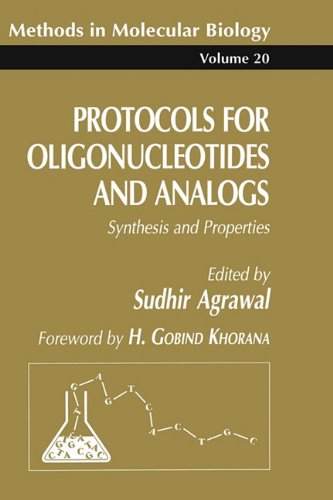 Methods in Molecular Biology
Volume 20
PROTOCOLS FOR
OLIGONUCLEOTIDES
AND ANALOGS
Synthesis and Properties
Edited by
Sudhir Agrawal
Foreword by H. GOBIND KHORANA
G A G T C A C T G C